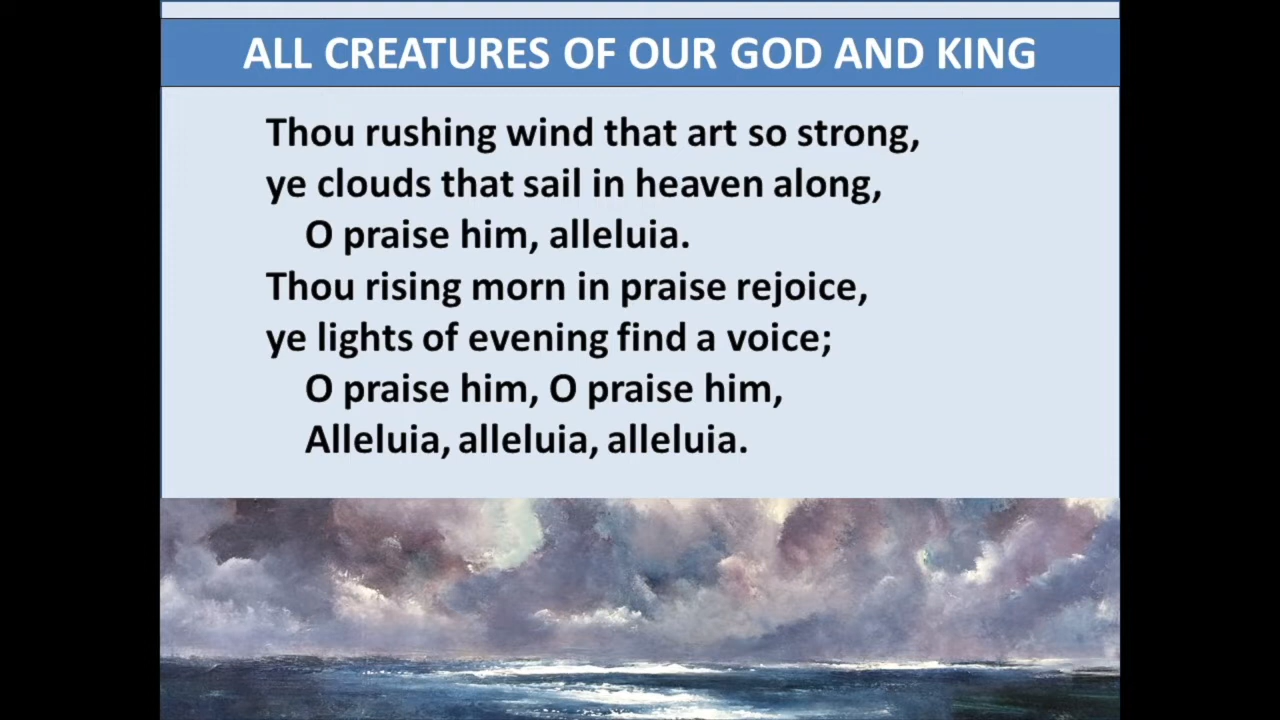 ALL CREATURES OF OUR GOD AND KING
Thou rushing wind that art so strong,
ye clouds that sail in heaven along,
O praise him, alleluia.
Thou rising morn in praise rejoice,
ye lights of evening find a voice;
O praise him, O praise him,
Alleluia, alleluia, alleluia.